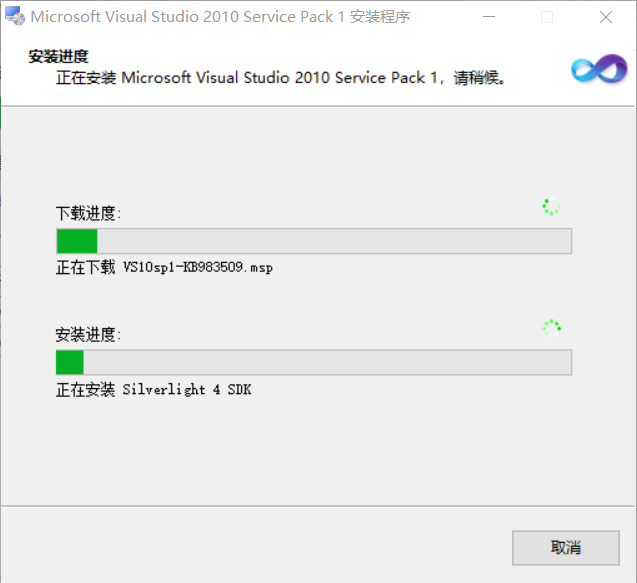 Microsoft Visual Studio 2010 Service Pack 1 安装程序
安装进度
正在安装 Microsoft Visual Studio 2010 Service Pack 1，请稍候。
下载进度:
正在下载 VS10sp1-KB983509.msp
安装进度:
正在安装 Silverlight 4 SDK
取消